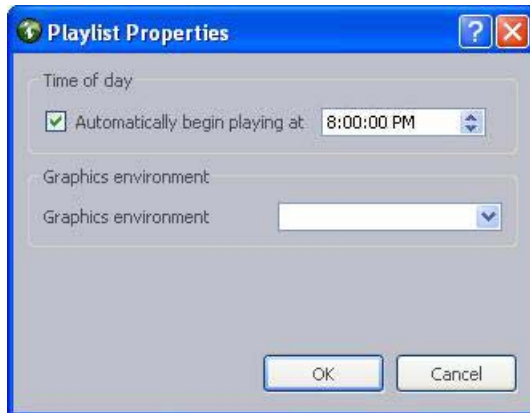 Playlist Properties
Time of day
Automatically begin playing at 8:00:00 PM
Graphics environment
Graphics environment
OK Cancel